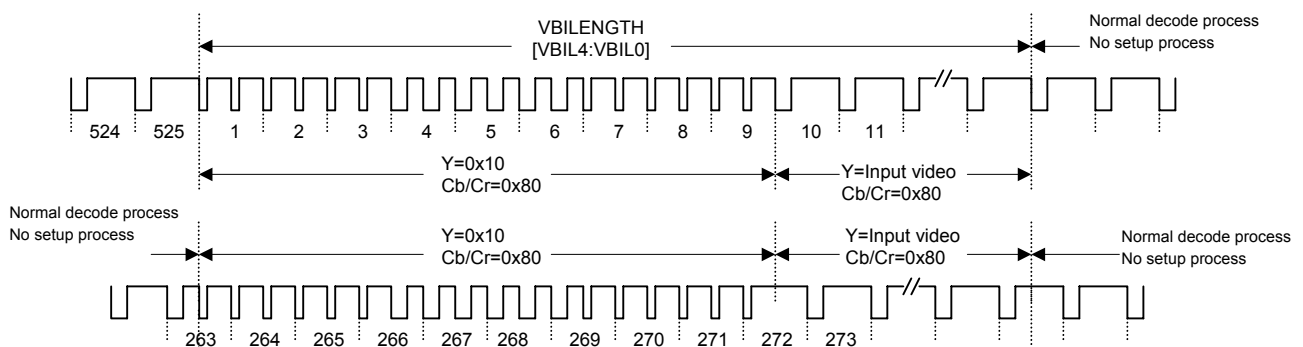 VBILENGTH
[VBIL4:VBIL0]
Normal decode process
No setup process
524 525 1 2 3 4 5 6 7 8 9 10 11
Y=0x10
Cb/Cr=0x80
Y=Input video
Cb/Cr=0x80
Normal decode process
No setup process
Y=0x10
Cb/Cr=0x80
Y=Input video
Cb/Cr=0x80
Normal decode process
No setup process
263 264 265 266 267 268 269 270 271 272 273